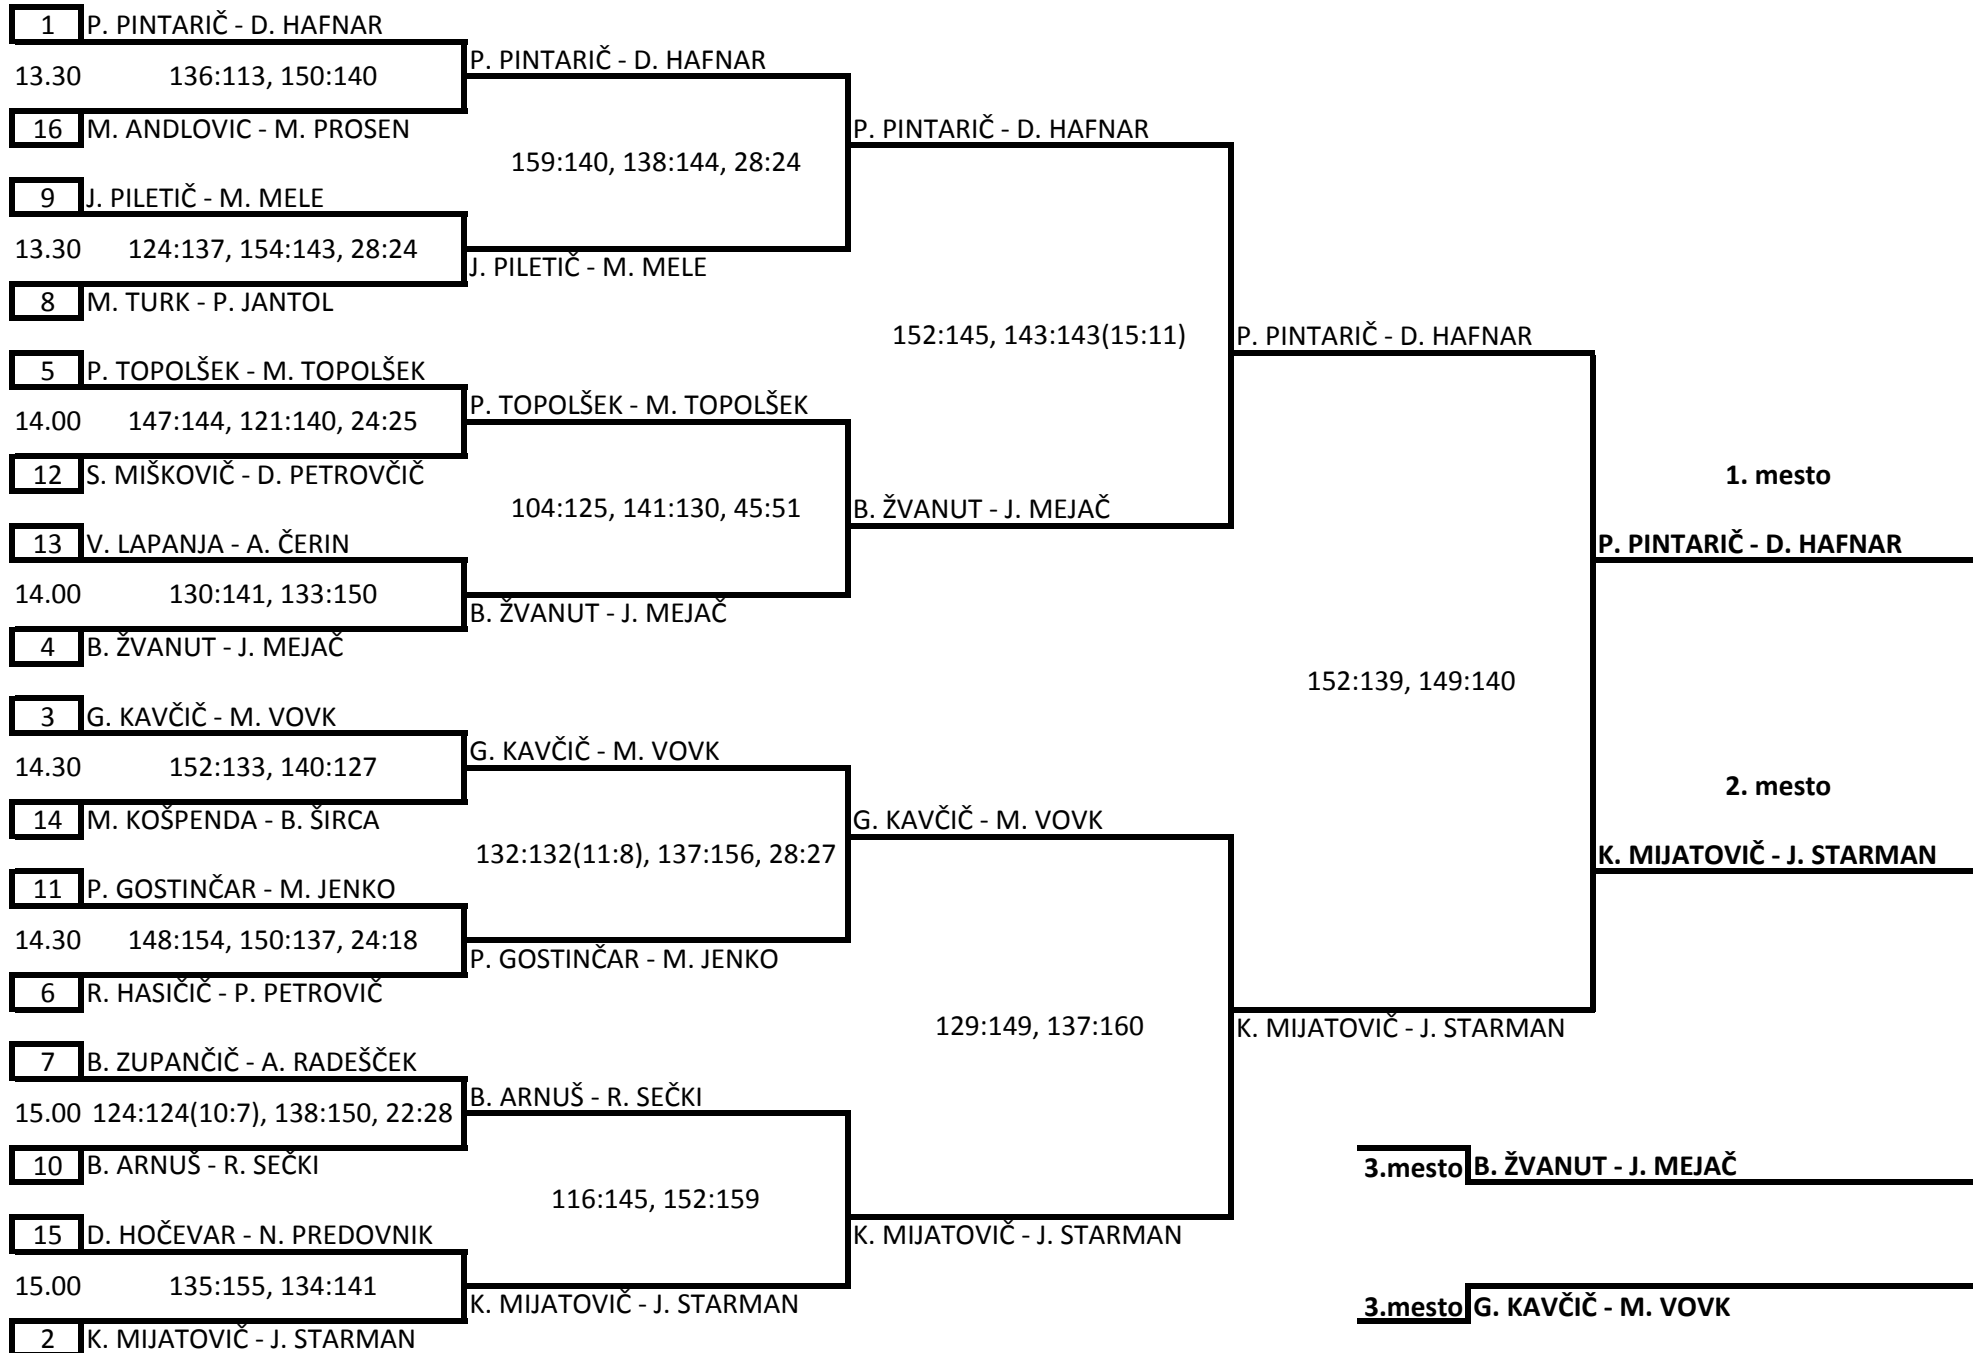 1 P. PINTARIČ - D. HAFNAR
13.30 136:113, 150:140
16 M. ANDLOVIC - M. PROSEN
9 J. PILETIČ - M. MELE
13.30 124:137, 154:143, 28:24
8 M. TURK - P. JANTOL
5 P. TOPOLŠEK - M. TOPOLŠEK
14.00 147:144, 121:140, 24:25
12 S. MIŠKOVIČ - D. PETROVČIČ
13 V. LAPANJA - A. ČERIN
14.00 130:141, 133:150
4 B. ŽVANUT - J. MEJAČ
3 G. KAVČIČ - M. VOVK
14.30 152:133, 140:127
14 M. KOŠPENDA - B. ŠIRCA
11 P. GOSTINČAR - M. JENKO
14.30 148:154, 150:137, 24:18
6 R. HASIČIČ - P. PETROVIČ
7 B. ZUPANČIČ - A. RADEŠČEK
15.00 124:124(10:7), 138:150, 22:28
10 B. ARNUŠ - R. SEČKI
15 D. HOČEVAR - N. PREDOVNIK
15.00 135:155, 134:141
2 K. MIJATOVIČ - J. STARMAN
P. PINTARIČ - D. HAFNAR
159:140, 138:144, 28:24
J. PILETIČ - M. MELE
P. TOPOLŠEK - M. TOPOLŠEK
104:125, 141:130, 45:51
B. ŽVANUT - J. MEJAČ
G. KAVČIČ - M. VOVK
132:132(11:8), 137:156, 28:27
P. GOSTINČAR - M. JENKO
B. ARNUŠ - R. SEČKI
116:145, 152:159
K. MIJATOVIČ - J. STARMAN
P. PINTARIČ - D. HAFNAR
152:145, 143:143(15:11)
B. ŽVANUT - J. MEJAČ
G. KAVČIČ - M. VOVK
129:149, 137:160
K. MIJATOVIČ - J. STARMAN
P. PINTARIČ - D. HAFNAR
152:139, 149:140
K. MIJATOVIČ - J. STARMAN
1. mesto
P. PINTARIČ - D. HAFNAR
2. mesto
K. MIJATOVIČ - J. STARMAN
3.mesto B. ŽVANUT - J. MEJAČ
3.mesto G. KAVČIČ - M. VOVK